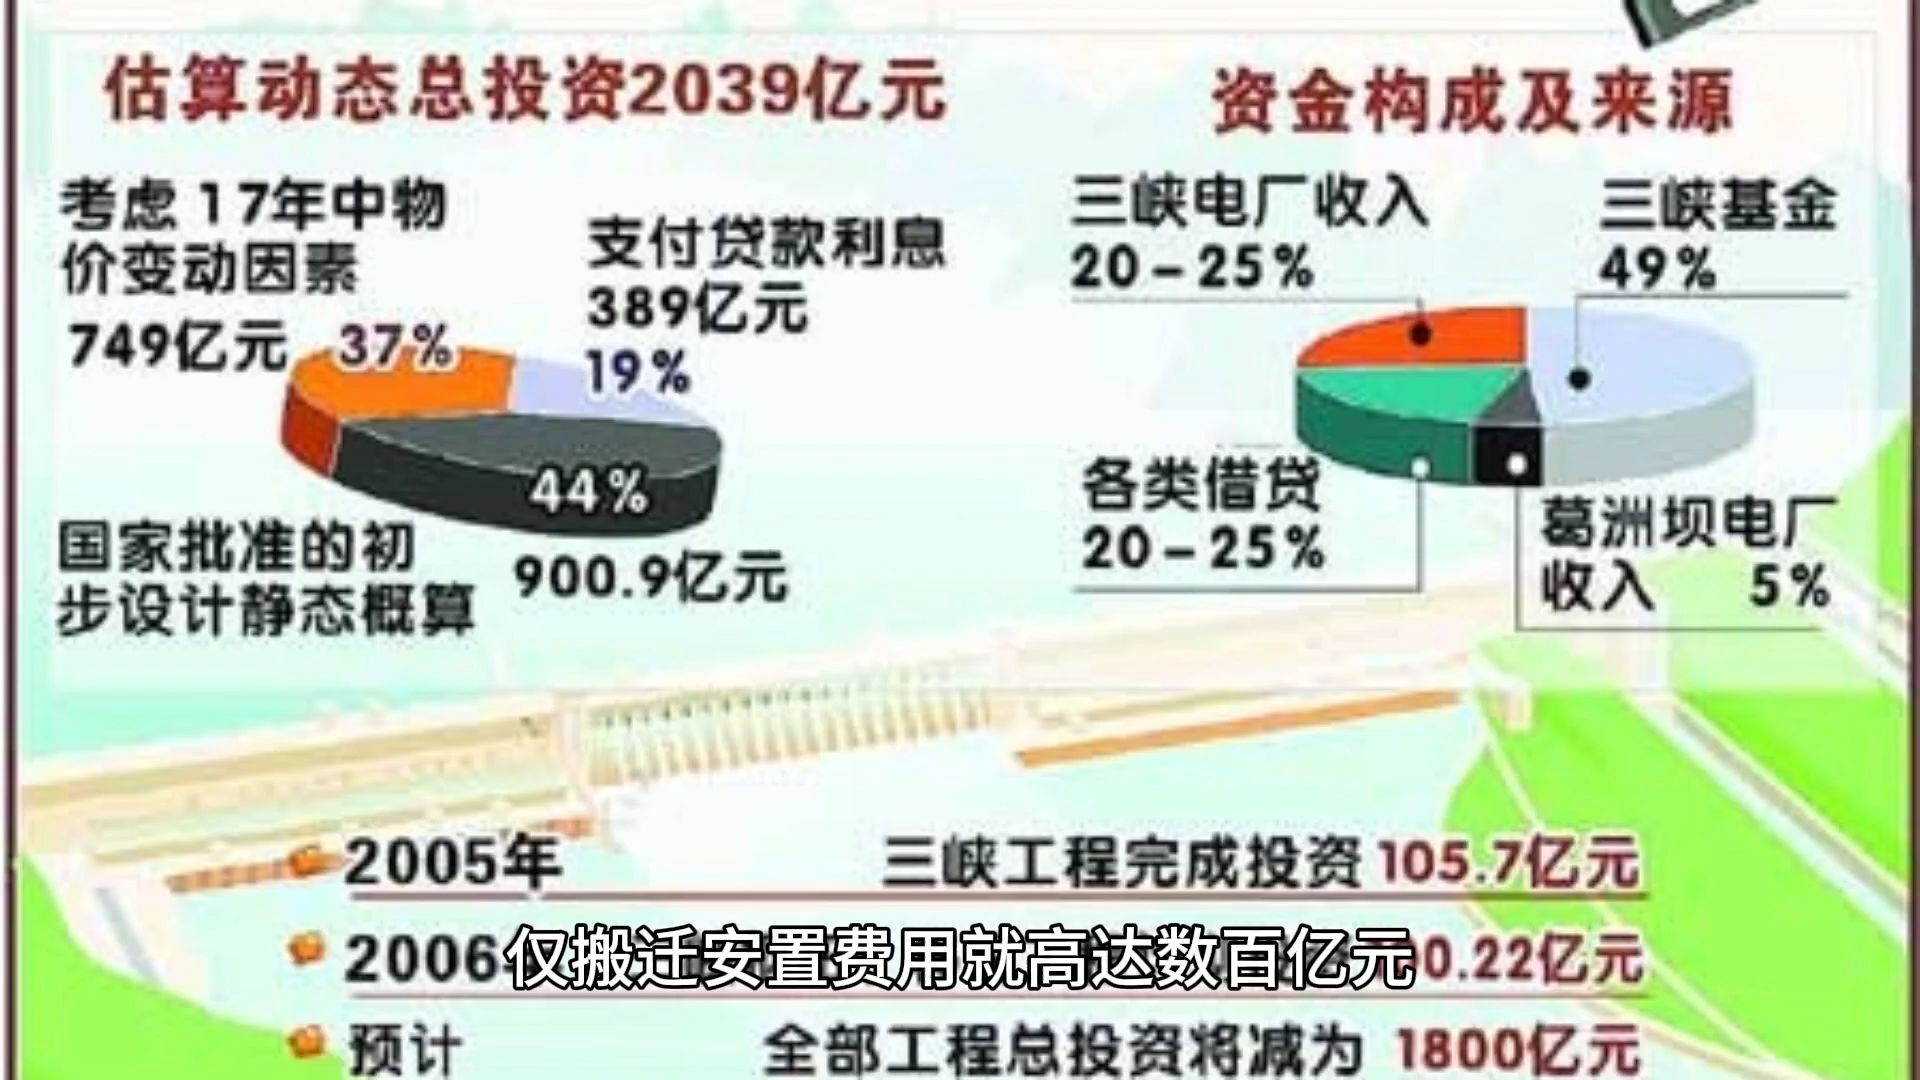 估算动态总投资2039亿元
考虑17年中物
价变动因素
749亿元 37%
支付贷款利息
389亿元
19%
44%
国家批准的初
步设计静态概算
900.9亿元
资金构成及来源
三峡电厂收入
20-25%
三峡基金
49%
各类借贷
20-25%
葛洲坝电厂
收入 5%
2005年 三峡工程完成投资 105.7亿元
2006 00.22亿元
仅搬迁安置费用就高达数百亿元
预计 全部工程总投资将减为 1800亿元